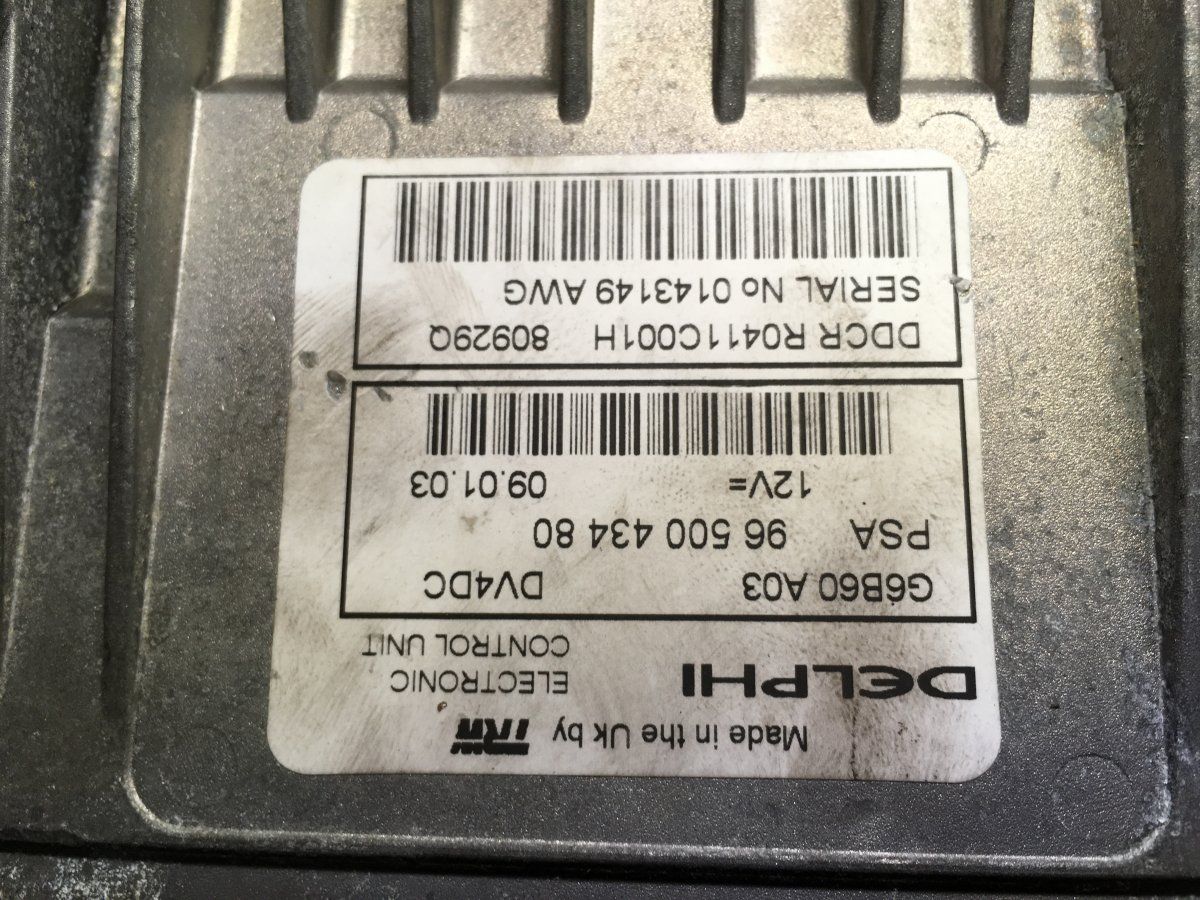 Made in the Uk by TRW
DELPHI ELECTRONIC
CONTROL UNIT
G6B60 A03 DV4DC
PSA 96 500 434 80
12V= 09.01.03
DDCR R0411C001H 80929Q
SERIAL No 0143149 AWG